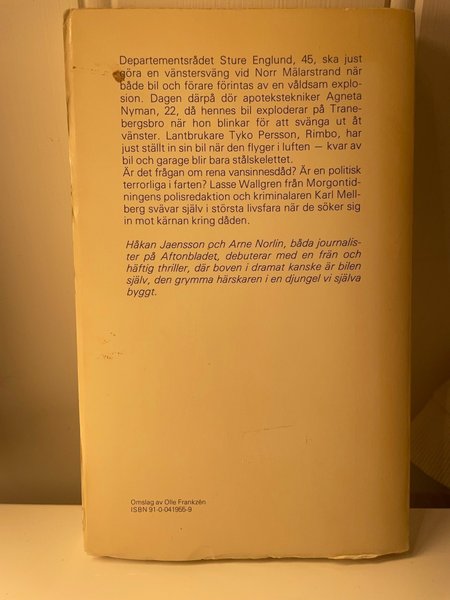 Departementsrådet Sture Englund, 45, ska just
göra en vänstersväng vid Norr Mälarstrand när
både bil och förare förintas av en våldsam explo-
sion. Dagen därpå dör apotekstekniker Agneta
Nyman, 22, då hennes bil exploderar på Trane-
bergsbro när hon blinkar för att svänga ut åt
vänster. Lantbrukare Tyko Persson, Rimbo, har
just ställt in sin bil när den flyger i luften – kvar av
bil och garage blir bara stålskelettet.
Är det frågan om rena vansinnesdåd? Är en politisk
terrorliga i farten? Lasse Wallgren från Morgontid-
ningens polisredaktion och kriminalaren Karl Mell-
berg svävar själv i största livsfara när de söker sig
in mot kärnan kring dåden.
Håkan Jaensson pch Arne Norlin, båda journalis-
ter på Aftonbladet, debuterar med en frän och
häftig thriller, där boven i dramat kanske är bilen
själv, den grymma härskaren i en djungel vi själva
byggt.
Omslag av Olle Frankzén
ISBN 91-0-041955-9